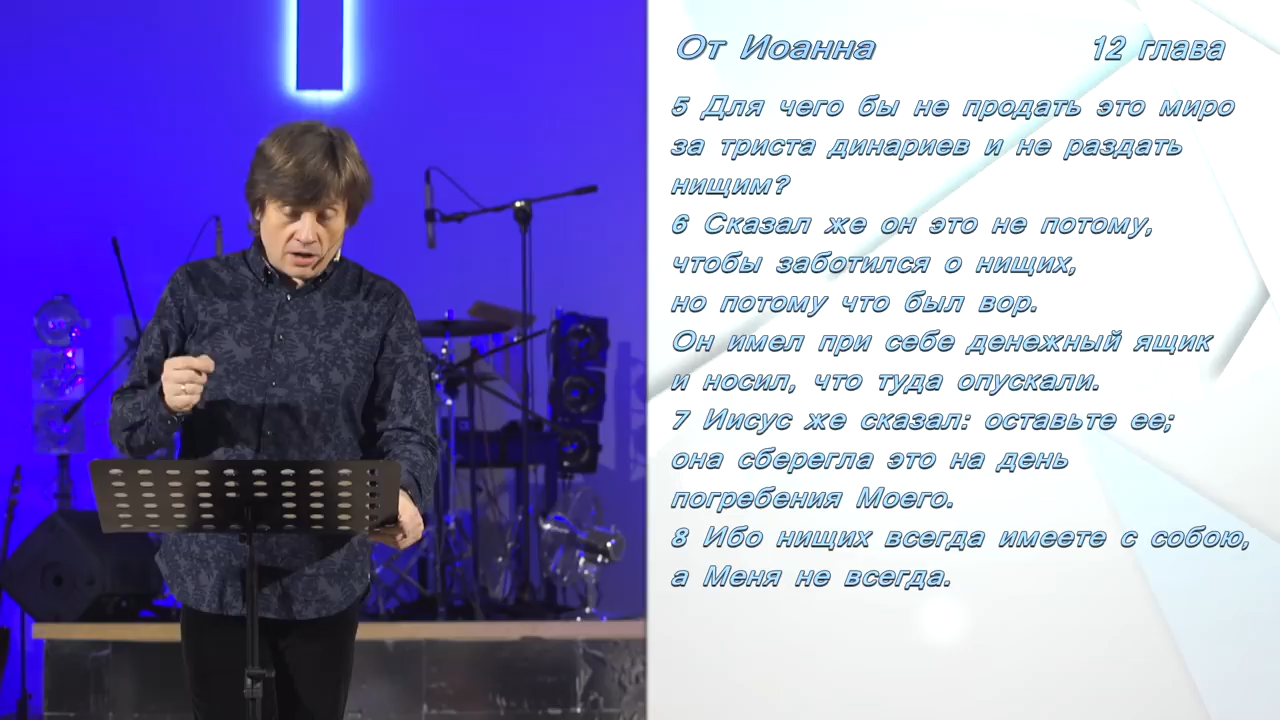 От Иоанна 12 глава
5 Для чего бы не продать это миро
за триста динариев и не раздать
нищим?
6 Сказал же он это не потому,
чтобы заботился о нищих,
но потому что был вор.
Он имел при себе денежный ящик
и носил, что туда опускали.
7 Иисус же сказал: оставьте ее;
она сберегла это на день
погребения Моего.
8 Ибо нищих всегда имеете с собою,
а Меня не всегда.